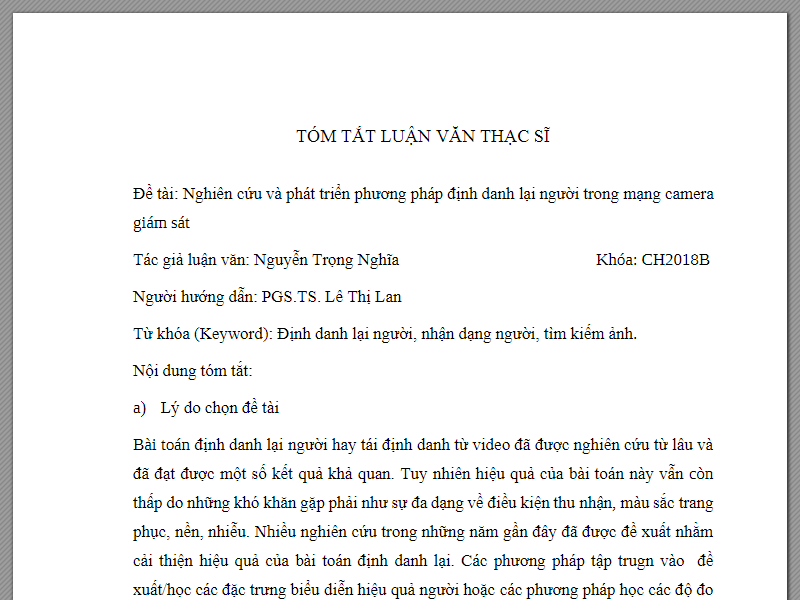 TÓM TẮT LUẬN VĂN THẠC SĨ
Đề tài: Nghiên cứu và phát triển phương pháp định danh lại người trong mạng camera
giám sát
Tác giả luận văn: Nguyễn Trọng Nghĩa Khóa: CH2018B
Người hướng dẫn: PGS.TS. Lê Thị Lan
Từ khóa (Keyword): Định danh lại người, nhận dạng người, tìm kiếm ảnh.
Nội dung tóm tắt:
a) Lý do chọn đề tài
Bài toán định danh lại người hay tái định danh từ video đã được nghiên cứu từ lâu và
đã đạt được một số kết quả khả quan. Tuy nhiên hiệu quả của bài toán này vẫn còn
thấp do những khó khăn gặp phải như sự đa dạng về điều kiện thu nhận, màu sắc trang
phục, nền, nhiễu. Nhiều nghiên cứu trong những năm gần đây đã được đề xuất nhằm
cải thiện hiệu quả của bài toán định danh lại. Các phương pháp tập trugn vào đề
xuất/học các đặc trưng biểu diễn hiệu quả người hoặc các phương pháp học các độ đo